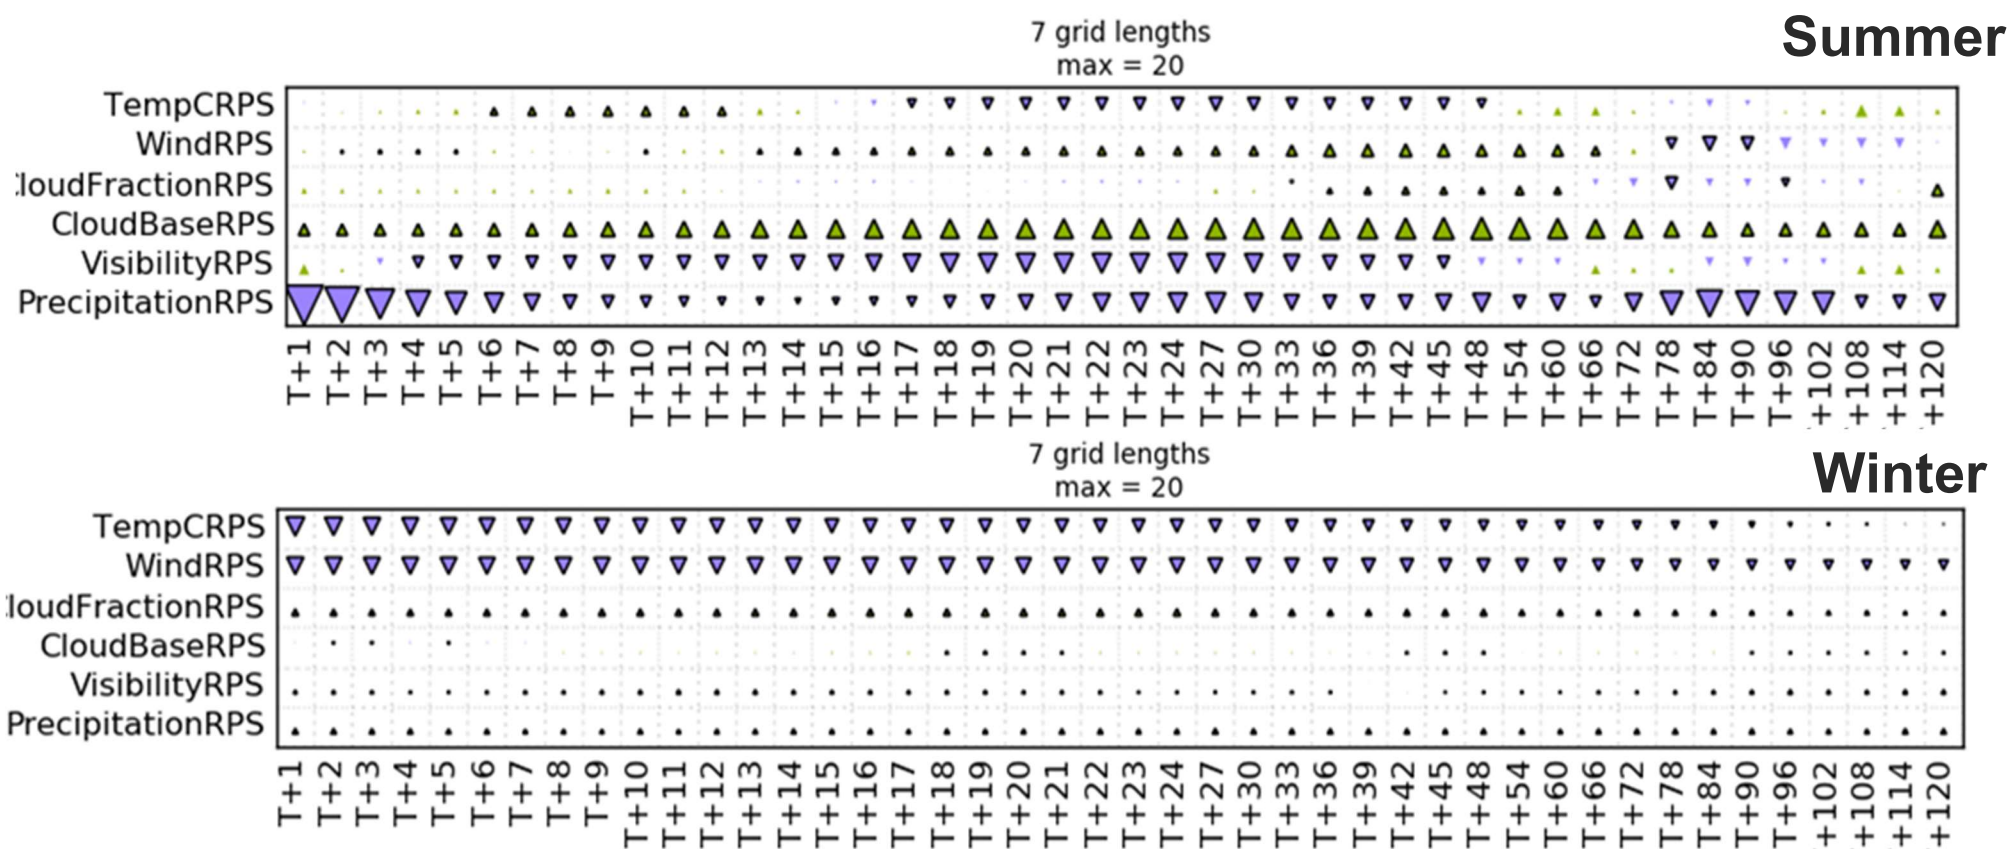 7 grid lengths
Summer
max = 20
TempCRPS
WindRPS
loudFractionRPS
CloudBaseRPS
VisibilityRPS
PrecipitationRPS
T+1 T+2 T+3 T+4 T+5 T+6 T+7 T+8 T+9 T+10 T+11 T+12 T+13 T+14 T+15 T+16 T+17 T+18 T+19 T+20 T+21 T+22 T+23 T+24 T+27 T+30 T+33 T+36 T+39 T+42 T+45 T+48 T+54 T+60 T+66 T+72 T+78 T+84 T+90 T+96 +102 +108 +114 +120
7 grid lengths
Winter
max = 20
TempCRPS
WindRPS
loudFractionRPS
CloudBaseRPS
VisibilityRPS
PrecipitationRPS
T+1 T+2 T+3 T+4 T+5 T+6 T+7 T+8 T+9 T+10 T+11 T+12 T+13 T+14 T+15 T+16 T+17 T+18 T+19 T+20 T+21 T+22 T+23 T+24 T+27 T+30 T+33 T+36 T+39 T+42 T+45 T+48 T+54 T+60 T+66 T+72 T+78 T+84 T+90 T+96 +102 +108 +114 +120